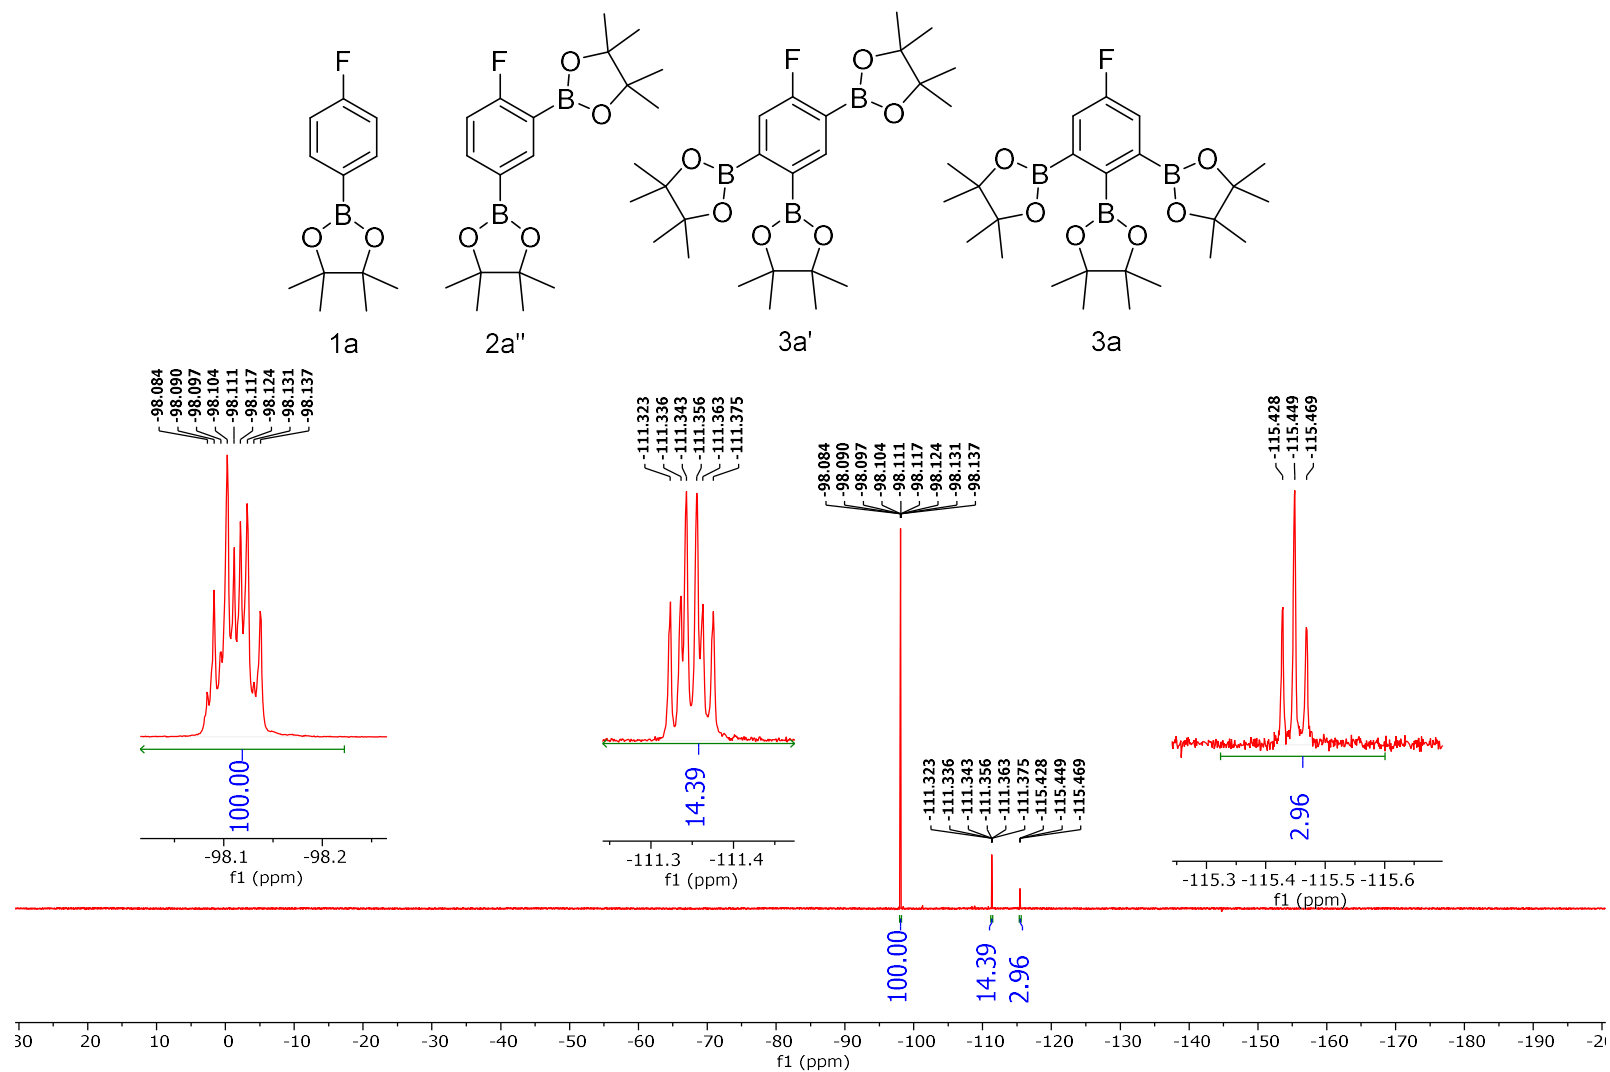 F
B
O
O
1a
F
B
O
O
B
O
O
2a"
F
B
O
O
B
O
O
B
O
O
3a'
F
B
O
O
B
O
O
B
O
O
3a
-98.084
-98.090
-98.097
-98.104
-98.111
-98.117
-98.124
-98.131
-98.137
100.00
-98.1 -98.2
f1 (ppm)
-111.323
-111.336
-111.343
-111.356
-111.363
-111.375
14.39
-111.3 -111.4
f1 (ppm)
-98.084
-98.090
-98.097
-98.104
-98.111
-98.117
-98.124
-98.131
-98.137
-111.323
-111.336
-111.343
-111.356
-111.363
-111.375
-115.428
-115.449
-115.469
-115.428
-115.449
-115.469
2.96
-115.3 -115.4 -115.5 -115.6
f1 (ppm)
100.00
14.39
2.96
30 20 10 0 -10 -20 -30 -40 -50 -60 -70 -80 -90 -100 -110 -120 -130 -140 -150 -160 -170 -180 -190 -20
f1 (ppm)